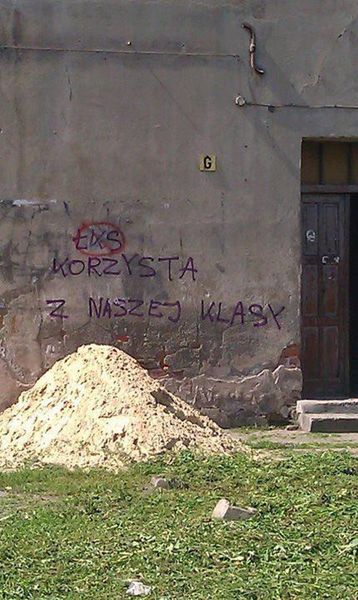 G
EKS
KORZYSTA
Z NASZEJ KLASY